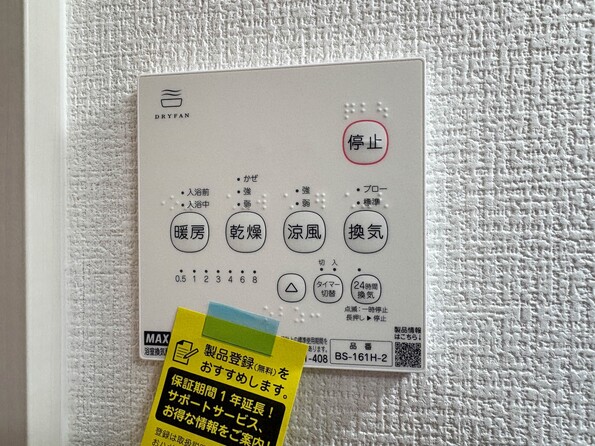 DRYFAN
停止
・かぜ
・入浴前 ・強 ・強 ・ブロー
・入浴中 ・弱 ・弱 ・標準
暖房 乾燥 涼風 換気
切 入
0.5 1 2 3 4 6 8
△ タイマー切替 24時間換気
点滅:一時停止
長押し▶停止
製品情報
はこちら
MAX
浴室換気
-408
品番
BS-161H-2
製品登録(無料)を
おすすめします。
保証期間1年延長!
サポートサービス、
お得な情報をご案内!